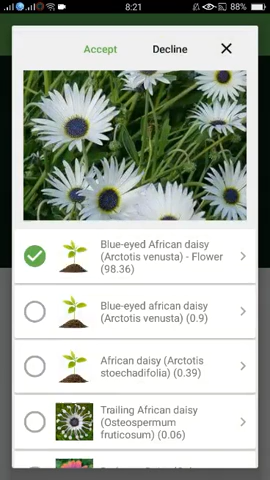 8:21
88%
Accept
Decline
Blue-eyed African daisy
(Arctotis venusta) - Flower
(98.36)
Blue-eyed african daisy
(Arctotis venusta) (0.9)
African daisy (Arctotis
stoechadifolia) (0.39)
Trailing African daisy
(Osteospermum
fruticosum) (0.06)